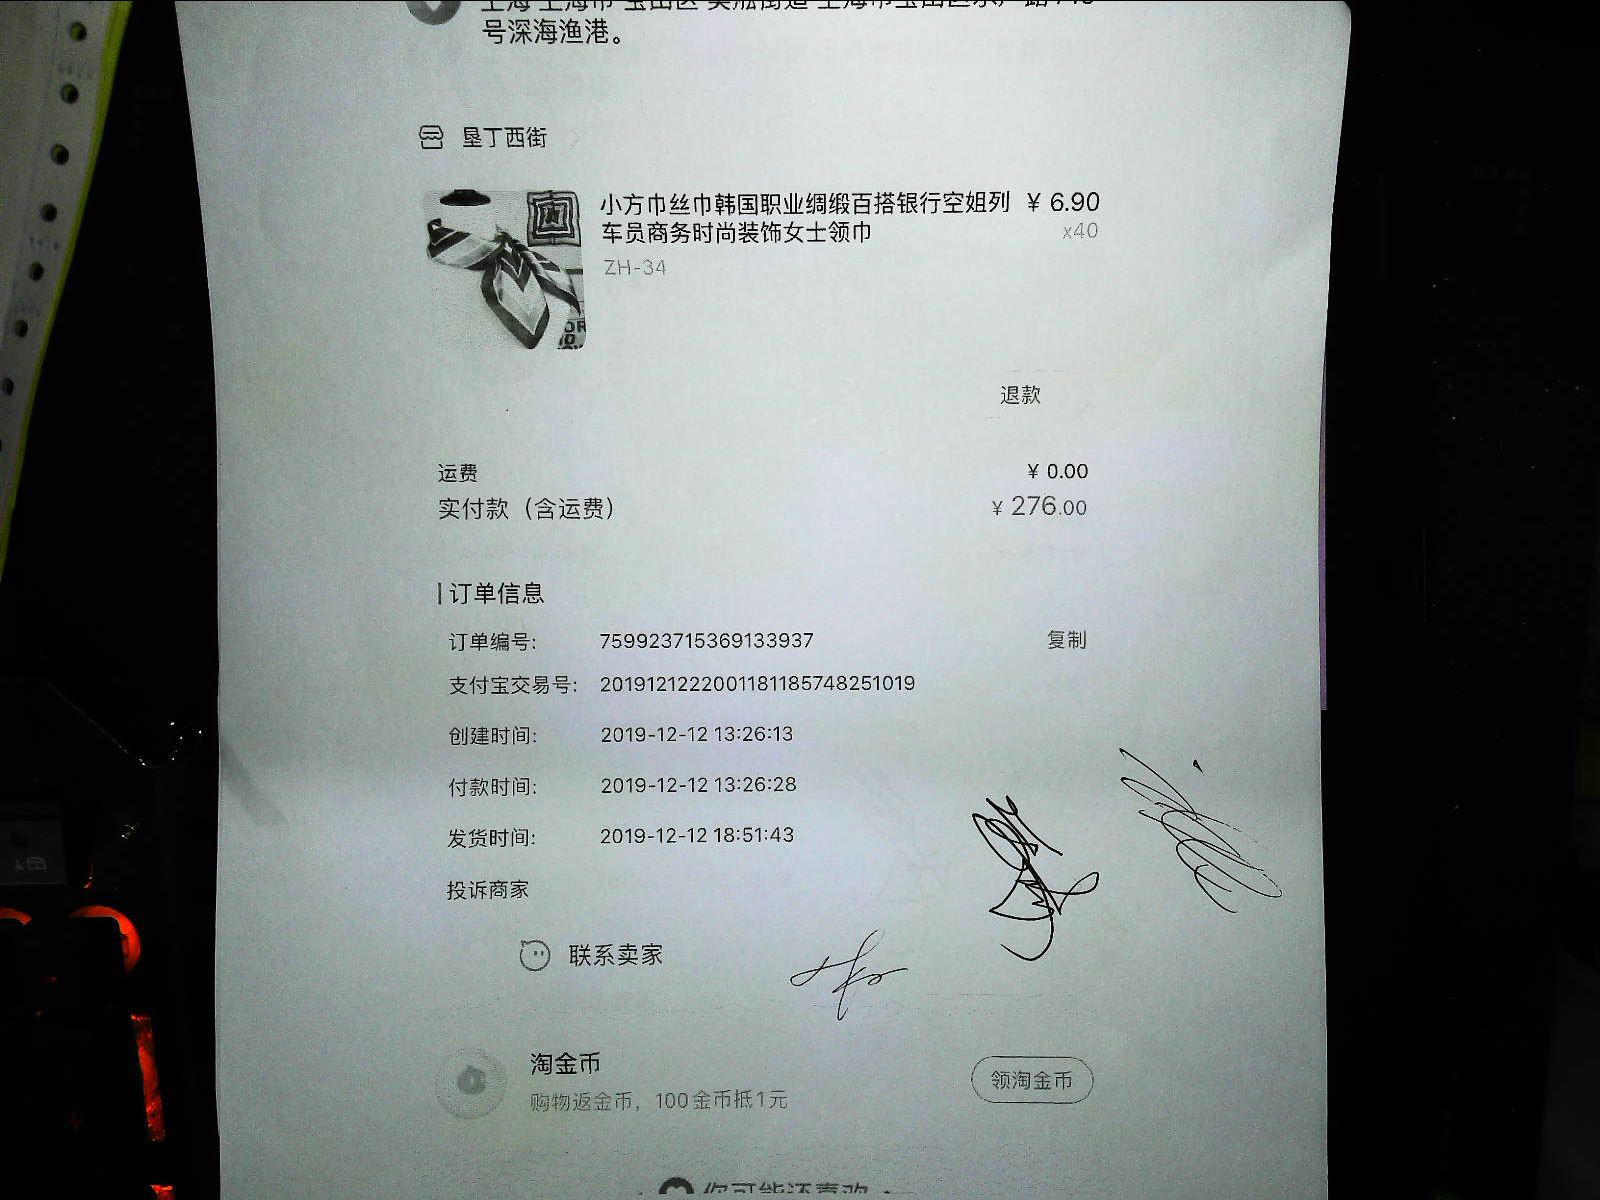 号深海渔港。
垦丁西街
小方巾丝巾韩国职业绸缎百搭银行空姐列 ¥ 6.90
车员商务时尚装饰女士领巾 x40
ZH-34
退款
运费 ¥ 0.00
实付款（含运费） ¥ 276.00
订单信息
订单编号: 759923715369133937 复制
支付宝交易号: 2019121222001181185748251019
创建时间: 2019-12-12 13:26:13
付款时间: 2019-12-12 13:26:28
发货时间: 2019-12-12 18:51:43
投诉商家
联系卖家
淘金币
购物返金币，100金币抵1元 领淘金币
你可能还喜欢